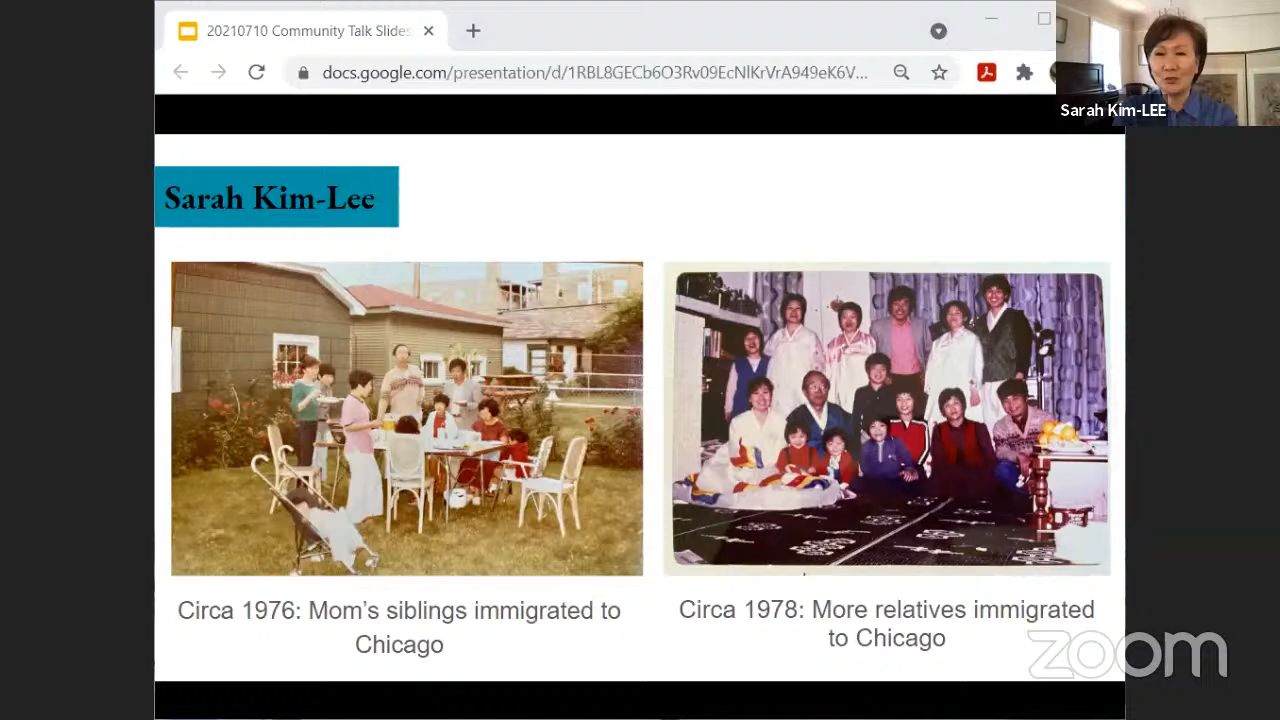 20210710 Community Talk Slides
docs.google.com/presentation/d/1RBL8GECb6O3Rv09EcNlKrVrA949eK6V...
Sarah Kim-LEE
Sarah Kim-Lee
Circa 1976: Mom's siblings immigrated to
Chicago
Circa 1978: More relatives immigrated
to Chicago
zoom